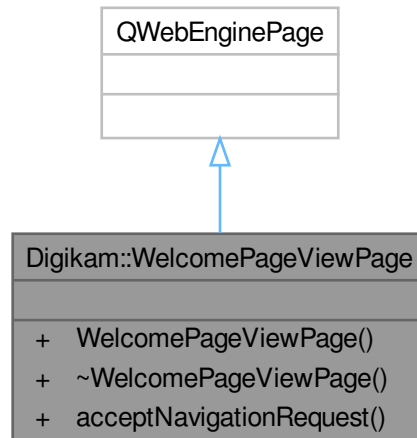 QWebEnginePage
Digikam::WelcomePageViewPage
+ WelcomePageViewPage()
+ ~WelcomePageViewPage()
+ acceptNavigationRequest()